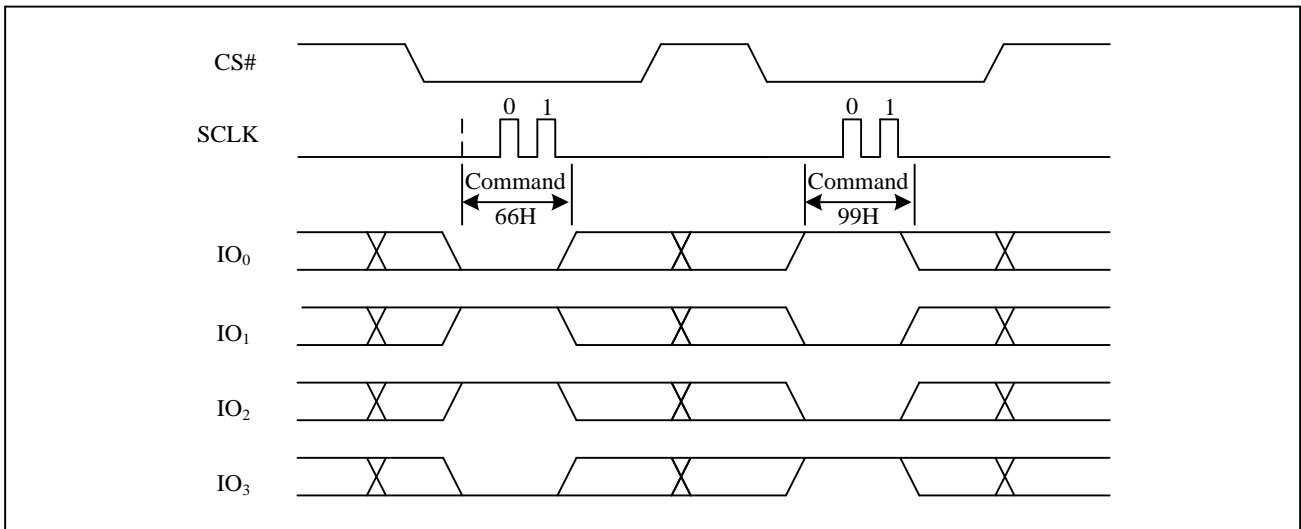 CS#
0 1 0 1
SCLK
Command Command
66H 99H
IO₀
IO₁
IO₂
IO₃